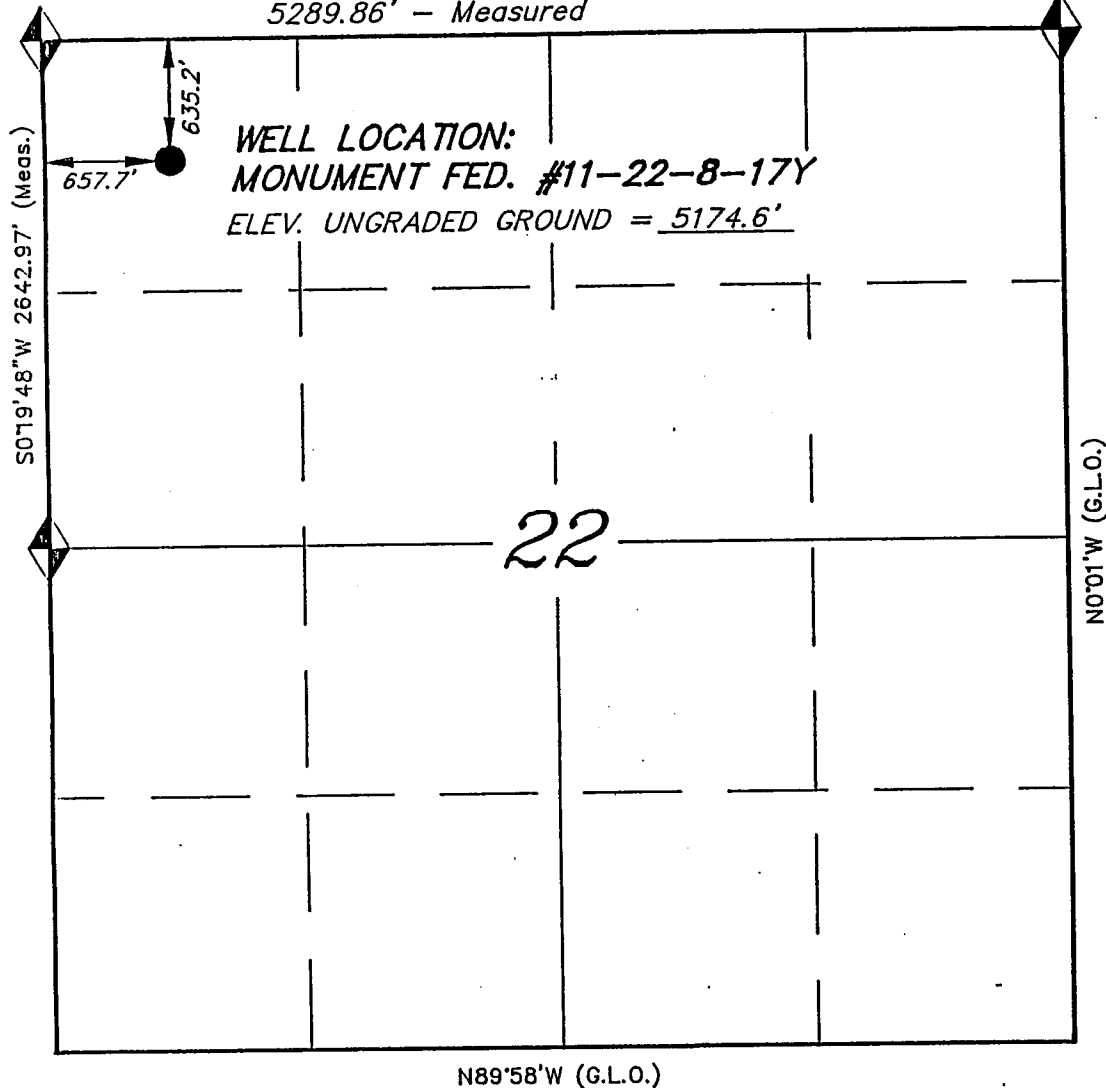 5289.86' – Measured
635.2'
657.7'
WELL LOCATION:
MONUMENT FED. #11-22-8-17Y
ELEV. UNGRADED GROUND = 5174.6'
S0°19'48"W 2642.97' (Meas.)
22
N0°01'W (G.L.O.)
N89°58'W (G.L.O.)